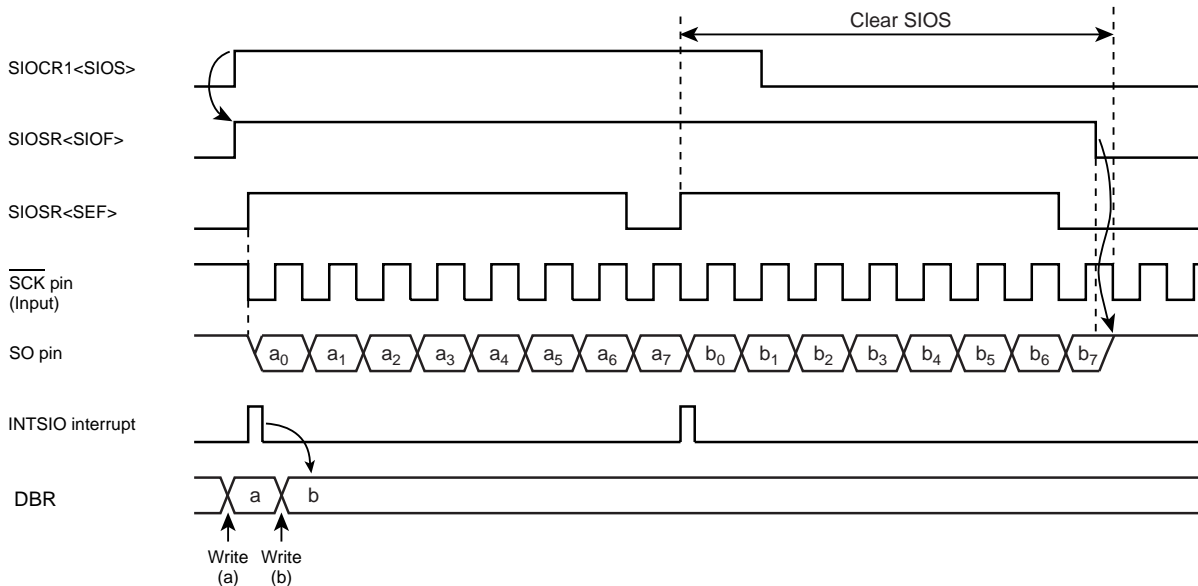 Clear SIOS
SIOCR1<SIOS>
SIOSR<SIOF>
SIOSR<SEF>
SCK pin
(Input)
SO pin
a0 a1 a2 a3 a4 a5 a6 a7 b0 b1 b2 b3 b4 b5 b6 b7
INTSIO interrupt
DBR
a b
Write
(a)
Write
(b)